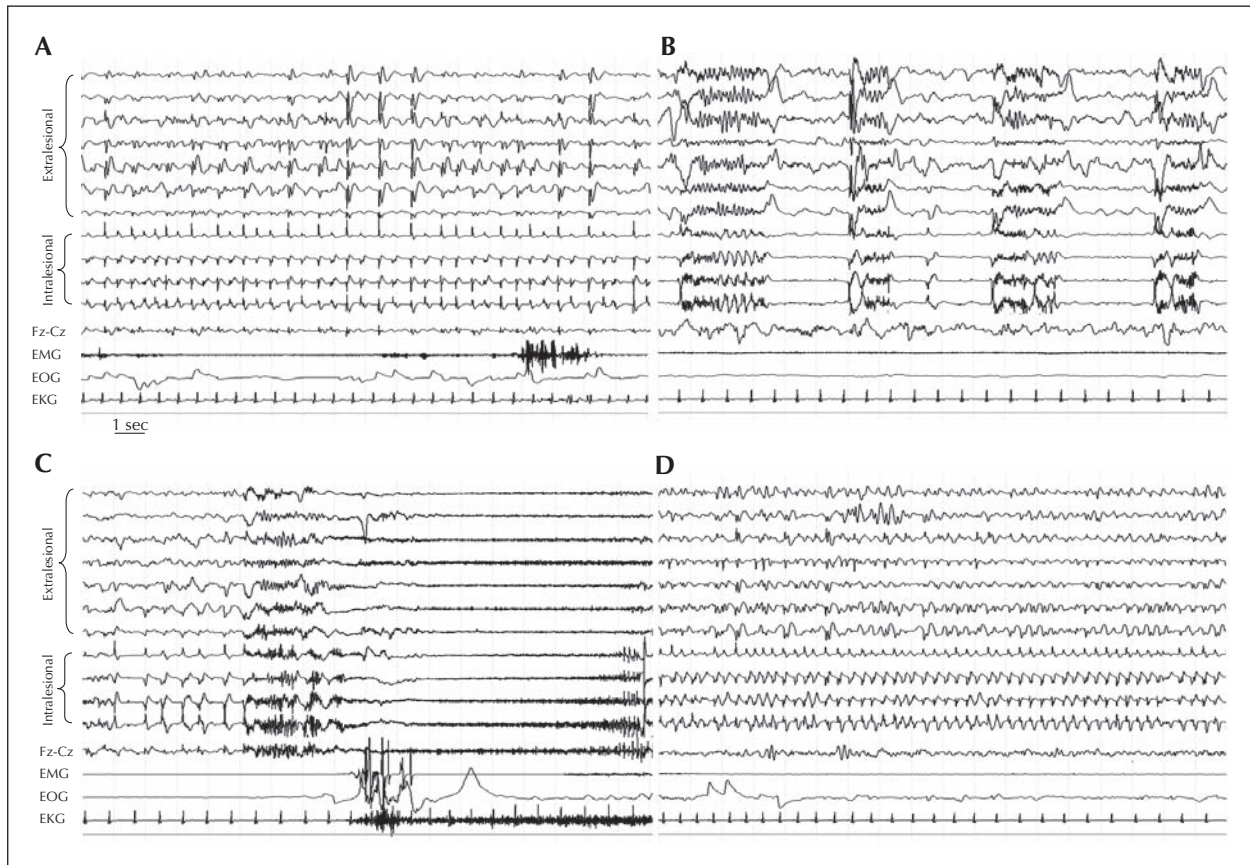 A
B
Extralesional
Intralesional
Fz-Cz
EMG
EOG
EKG
1 sec
C
D
Extralesional
Intralesional
Fz-Cz
EMG
EOG
EKG